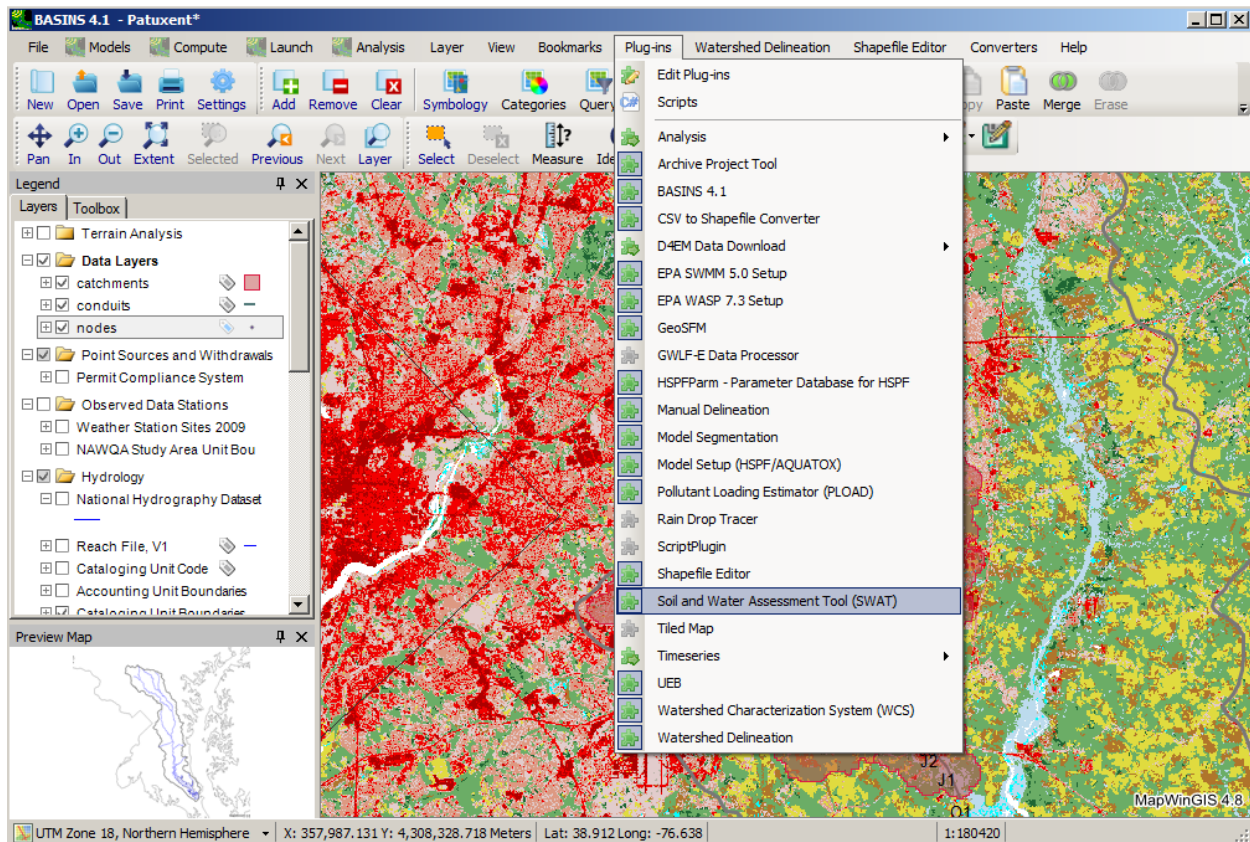 BASINS 4.1 - Patuxent*
File Models Compute Launch Analysis Layer View Bookmarks Plug-ins Watershed Delineation Shapefile Editor Converters Help
New Open Save Print Settings Add Remove Clear Symbology Categories Paste Merge Erase
Pan In Out Extent Selected Previous Next Layer Select Deselect Measure
Legend
Layers Toolbox
Terrain Analysis
Data Layers
catchments
conduits
nodes
Point Sources and Withdrawals
Permit Compliance System
Observed Data Stations
Weather Station Sites 2009
NAWQA Study Area Unit Bou
Hydrology
National Hydrography Dataset
Reach File, V1
Cataloging Unit Code
Accounting Unit Boundaries
Cataloging Unit Boundaries
Preview Map
Edit Plug-ins
C# Scripts
Analysis
Archive Project Tool
BASINS 4.1
CSV to Shapefile Converter
D4EM Data Download
EPA SWMM 5.0 Setup
EPA WASP 7.3 Setup
GeoSFM
GWLF-E Data Processor
HSPFParm - Parameter Database for HSPF
Manual Delineation
Model Segmentation
Model Setup (HSPF/AQUATOX)
Pollutant Loading Estimator (PLOAD)
Rain Drop Tracer
ScriptPlugin
Shapefile Editor
Soil and Water Assessment Tool (SWAT)
Tiled Map
Timeseries
UEB
Watershed Characterization System (WCS)
Watershed Delineation
J2
J1
O1
MapWinGIS 4.8
UTM Zone 18, Northern Hemisphere X: 357,987.131 Y: 4,308,328.718 Meters Lat: 38.912 Long: -76.638 1:180420